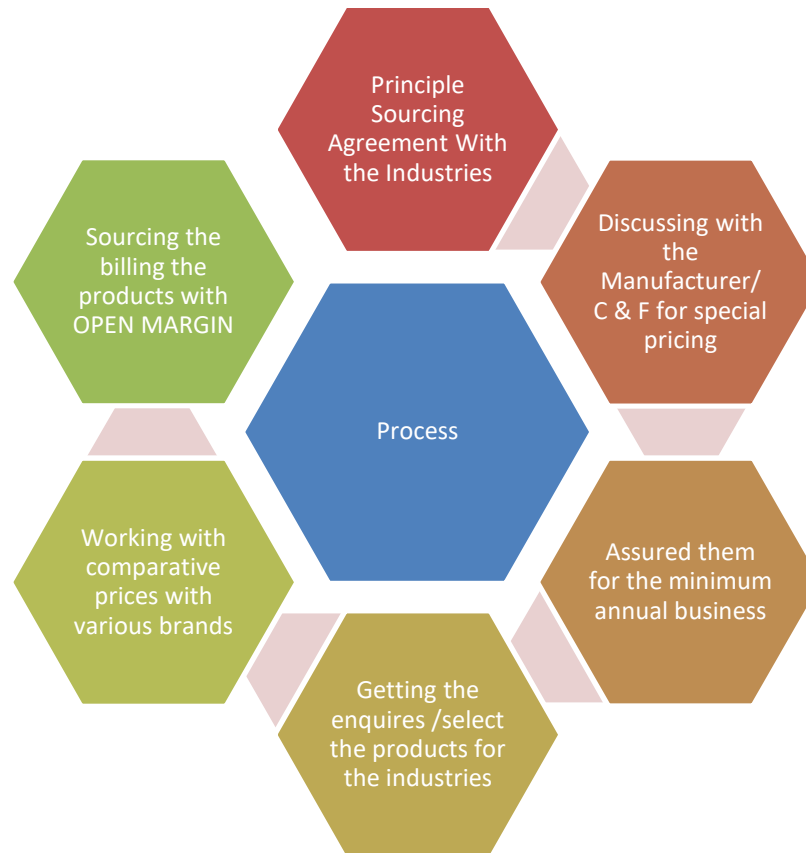 Principle
Sourcing
Agreement With
the Industries
Discussing with
the
Manufacturer/
C & F for special
pricing
Assured them
for the minimum
annual business
Getting the
enquires /select
the products for
the industries
Working with
comparative
prices with
various brands
Sourcing the
billing the
products with
OPEN MARGIN
Process